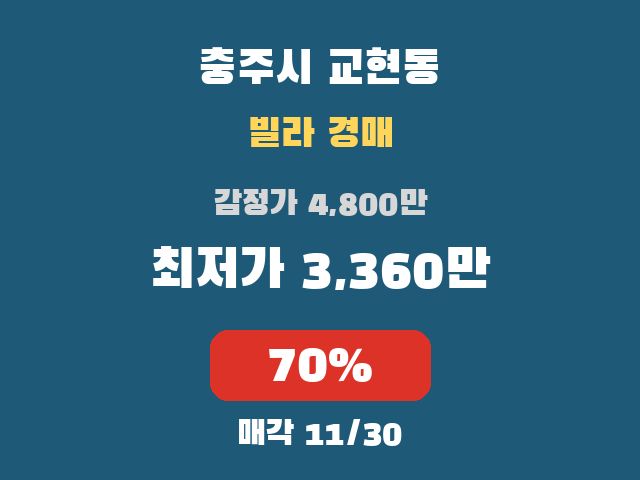 충주시 교현동
빌라 경매
감정가 4,800만
최저가 3,360만
70%
매각 11/30